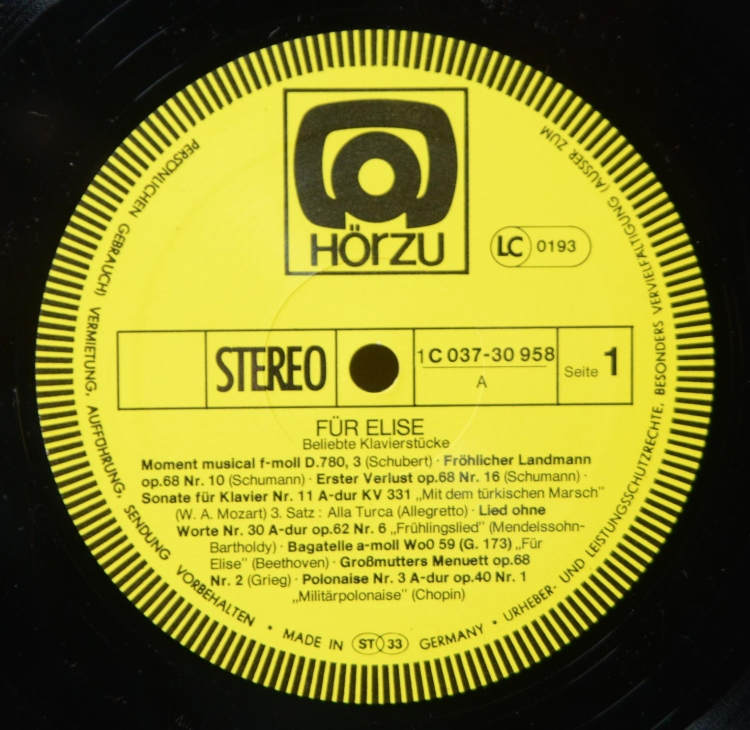 HÖRZU
LC 0193
STEREO
1C 037-30 958
A
Seite 1
FÜR ELISE
Beliebte Klavierstücke
Moment musical f-moll D.780, 3 (Schubert) · Fröhlicher Landmann
op.68 Nr. 10 (Schumann) · Erster Verlust op.68 Nr. 16 (Schumann) ·
Sonate für Klavier Nr. 11 A-dur KV 331 „Mit dem türkischen Marsch"
(W. A. Mozart) 3. Satz : Alla Turca (Allegretto) · Lied ohne
Worte Nr. 30 A-dur op.62 Nr. 6 „Frühlingslied" (Mendelssohn-
Bartholdy) · Bagatelle a-moll Wo0 59 (G. 173) „Für
Elise" (Beethoven) · Großmutters Menuett op.68
Nr. 2 (Grieg) · Polonaise Nr. 3 A-dur op.40 Nr. 1
„Militärpolonaise" (Chopin)
MADE IN ST 33 GERMANY • URHEBER- UND LEISTUNGSSCHUTZRECHTE, BESONDERS VERVIELFÄLTIGUNG (AUSSER ZUM PERSÖNLICHEN GEBRAUCH) VERMIETUNG, AUFFÜHRUNG, SENDUNG VORBEHALTEN •